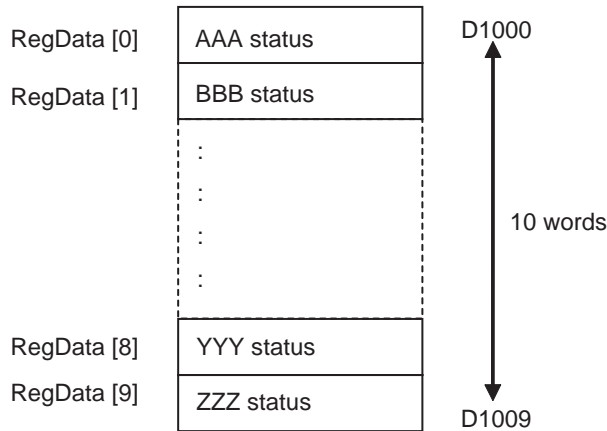 RegData [0] AAA status D1000
RegData [1] BBB status
:
:
:
:
10 words
RegData [8] YYY status
RegData [9] ZZZ status
D1009